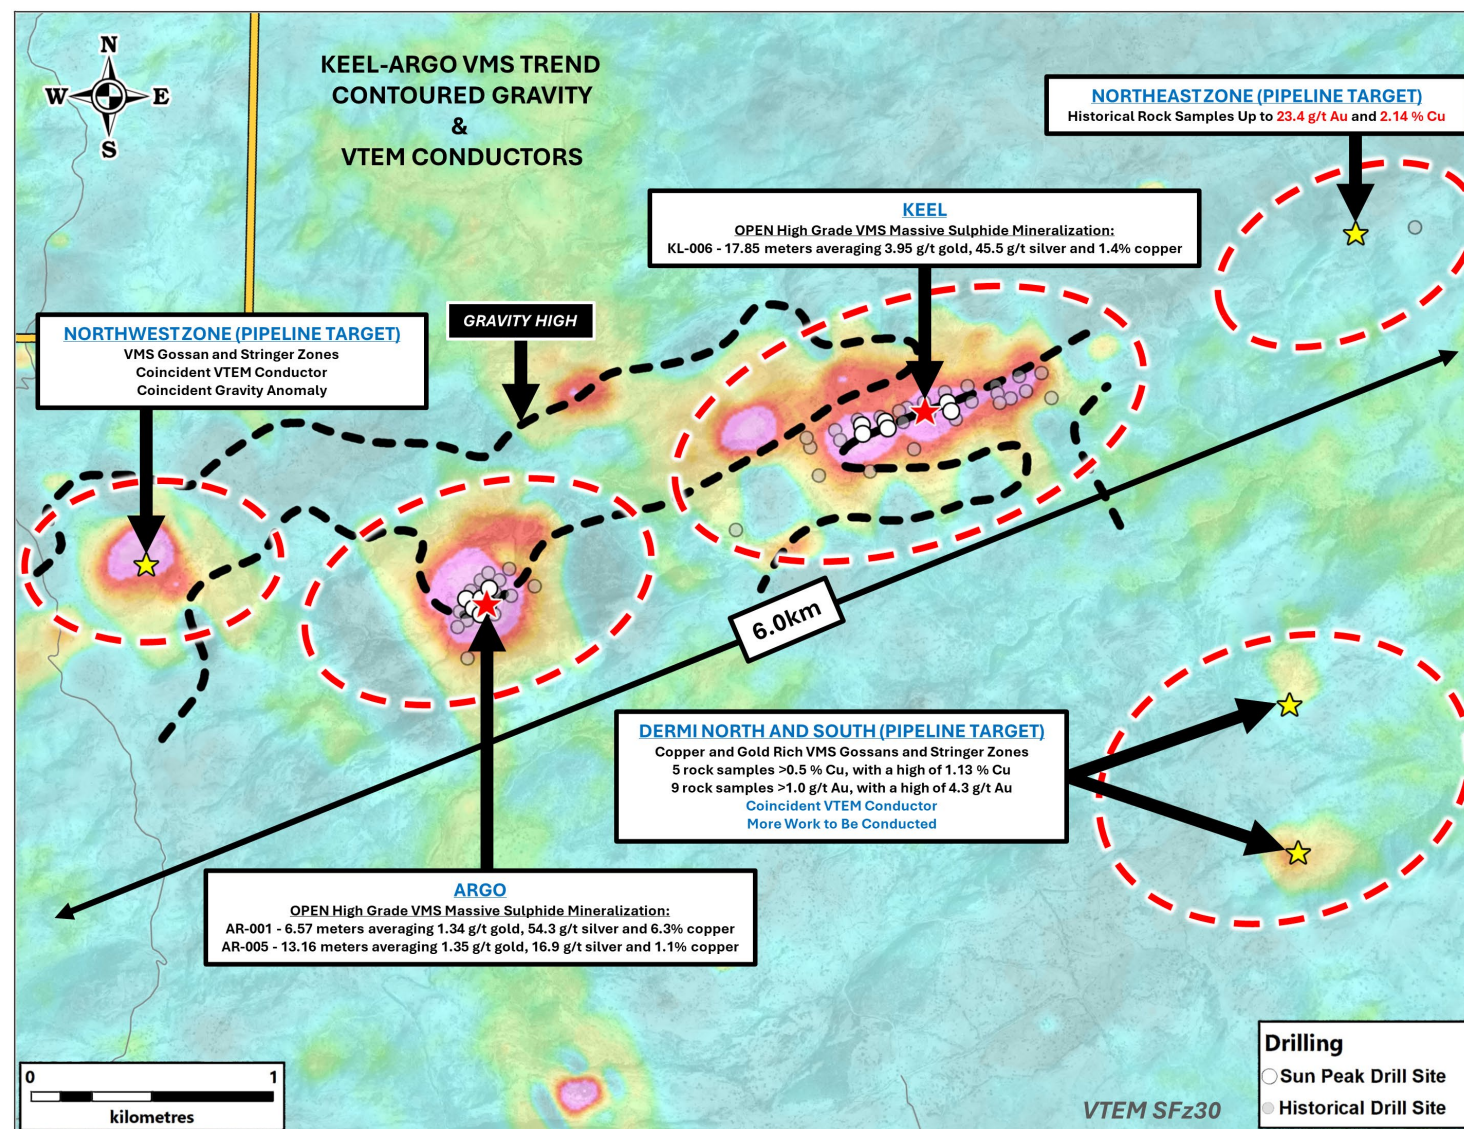 N
W E
S
KEEL-ARGO VMS TREND
CONTOURED GRAVITY
&
VTEM CONDUCTORS
NORTHEAST ZONE (PIPELINE TARGET)
Historical Rock Samples Up to 23.4 g/t Au and 2.14 % Cu
KEEL
OPEN High Grade VMS Massive Sulphide Mineralization:
KL-006 - 17.85 meters averaging 3.95 g/t gold, 45.5 g/t silver and 1.4% copper
GRAVITY HIGH
NORTHWEST ZONE (PIPELINE TARGET)
VMS Gossan and Stringer Zones
Coincident VTEM Conductor
Coincident Gravity Anomaly
6.0km
DERMI NORTH AND SOUTH (PIPELINE TARGET)
Copper and Gold Rich VMS Gossans and Stringer Zones
5 rock samples >0.5 % Cu, with a high of 1.13 % Cu
9 rock samples >1.0 g/t Au, with a high of 4.3 g/t Au
Coincident VTEM Conductor
More Work to Be Conducted
ARGO
OPEN High Grade VMS Massive Sulphide Mineralization:
AR-001 - 6.57 meters averaging 1.34 g/t gold, 54.3 g/t silver and 6.3% copper
AR-005 - 13.16 meters averaging 1.35 g/t gold, 16.9 g/t silver and 1.1% copper
0 1
kilometres
VTEM SFz30
Drilling
Sun Peak Drill Site
Historical Drill Site